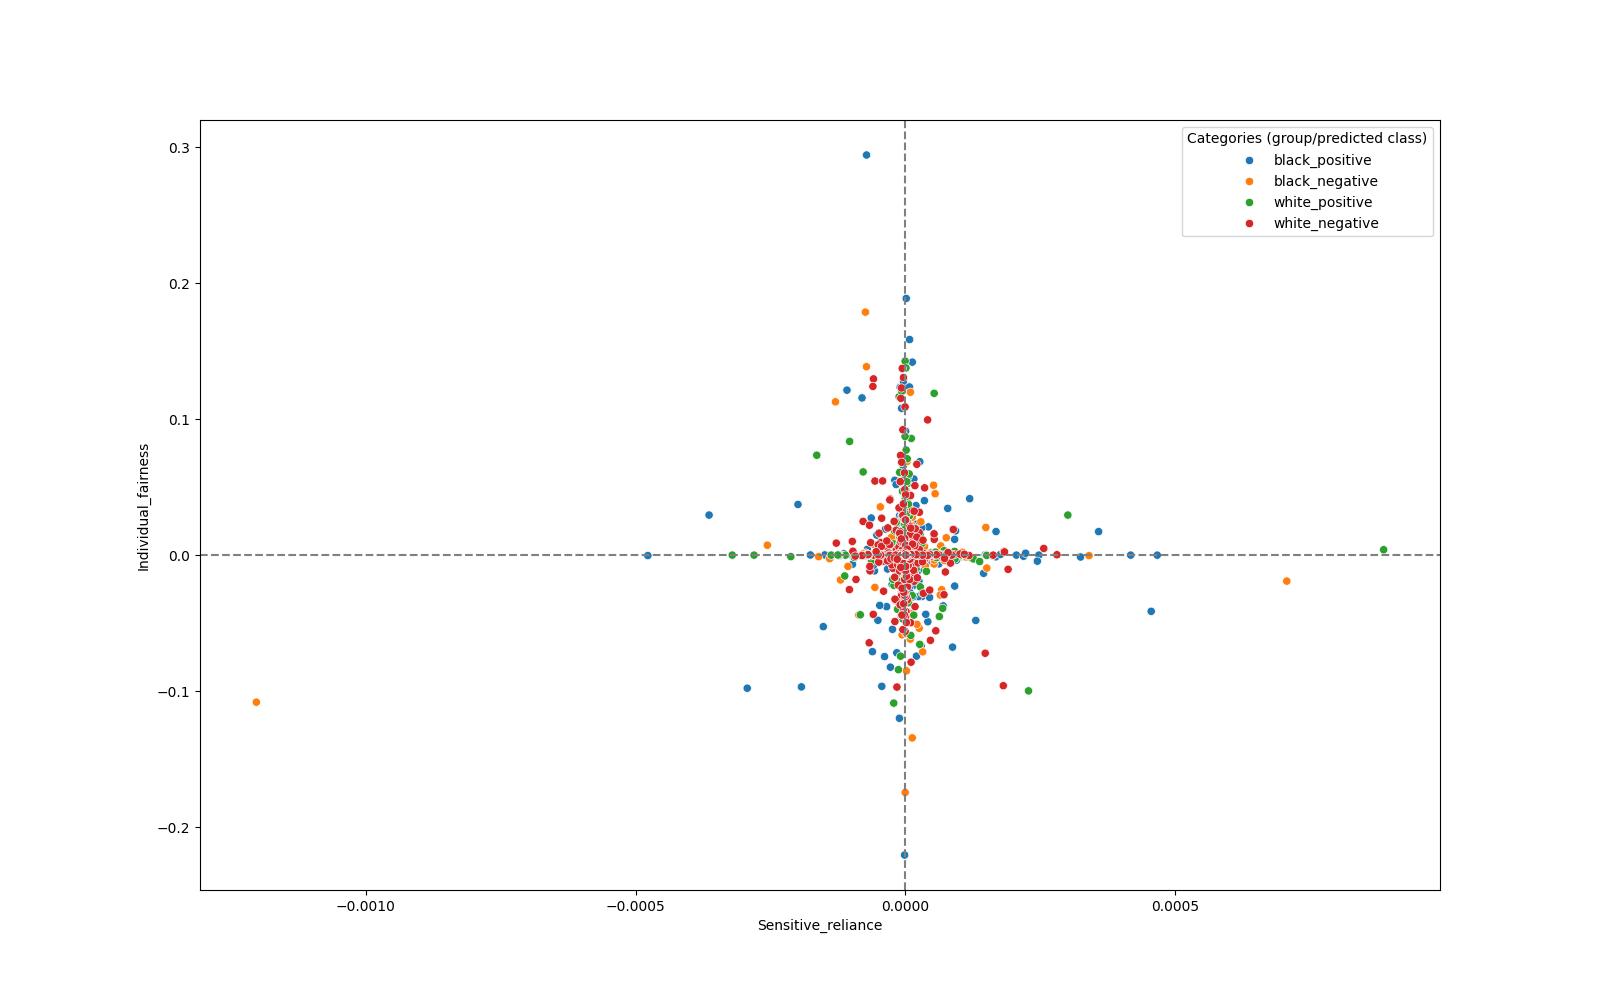 Categories (group/predicted class)
black_positive
black_negative
white_positive
white_negative
0.3
0.2
0.1
0.0
−0.1
−0.2
Individual_fairness
−0.0010
−0.0005
0.0000
0.0005
Sensitive_reliance